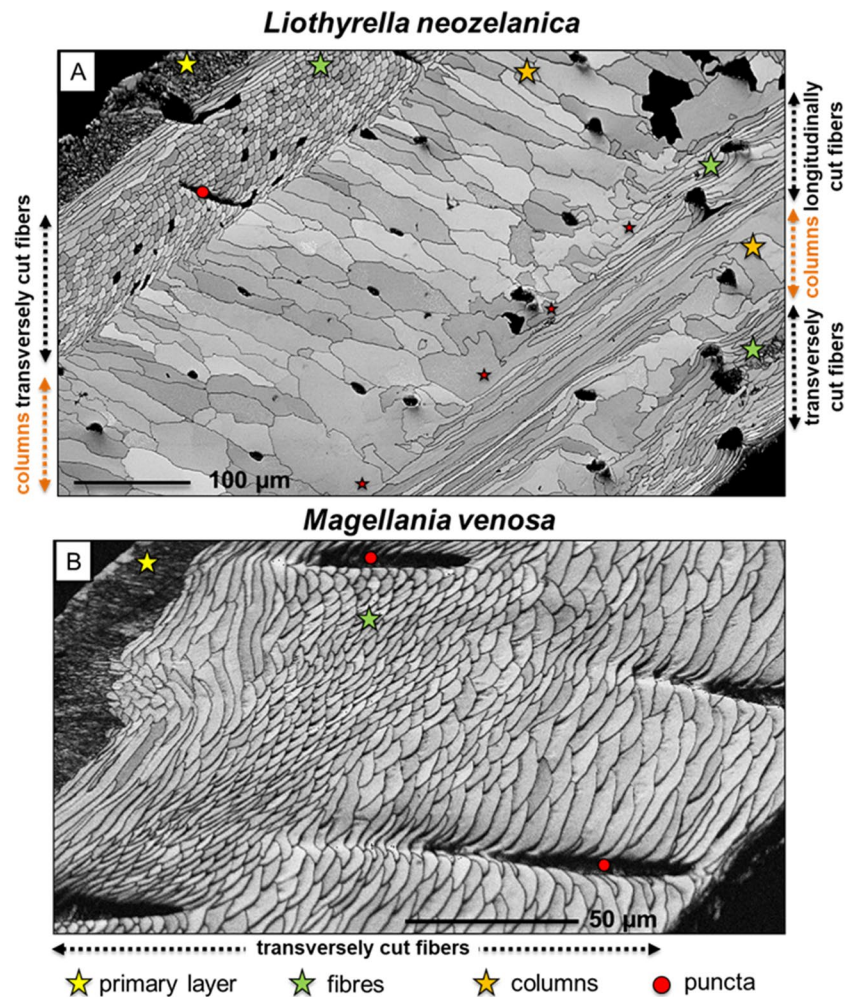 Liothyrella neozelanica
A
columns transversely cut fibers
longitudinally
cut fibers
columns
transversely
cut fibers
100 µm
Magellania venosa
B
50 µm
transversely cut fibers
primary layer fibres columns puncta